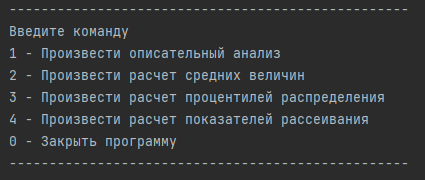 --------------------------------------------------
Введите команду
1 - Произвести описательный анализ
2 - Произвести расчет средних величин
3 - Произвести расчет процентилей распределения
4 - Произвести расчет показателей рассеивания
0 - Закрыть программу
--------------------------------------------------